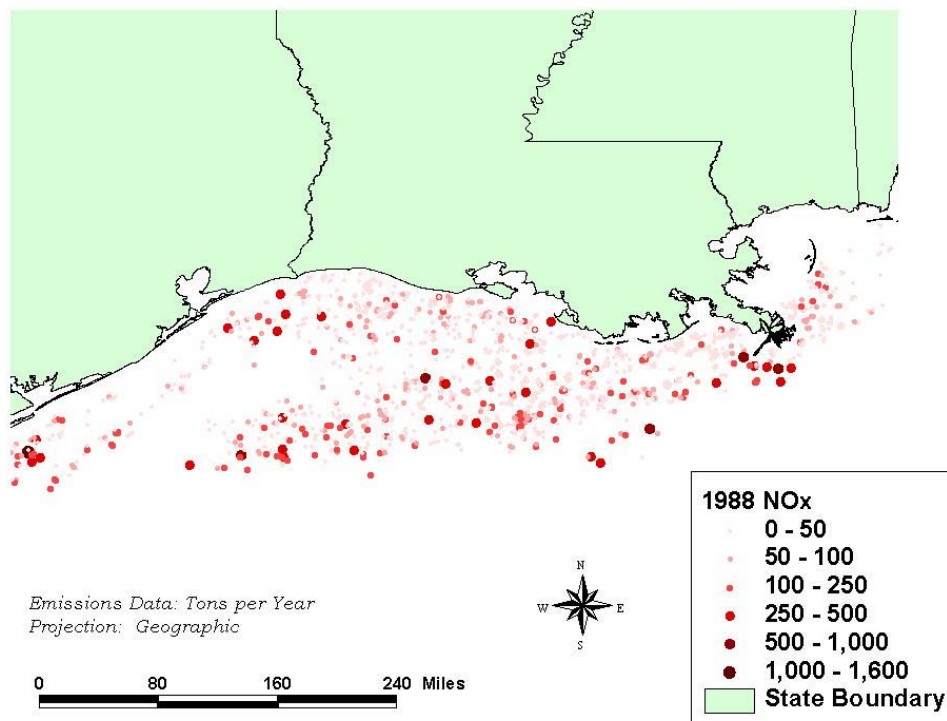 1988 NOx
0 - 50
50 - 100
100 - 250
250 - 500
500 - 1,000
1,000 - 1,600
State Boundary
N
W E
S
Emissions Data: Tons per Year
Projection: Geographic
0 80 160 240 Miles